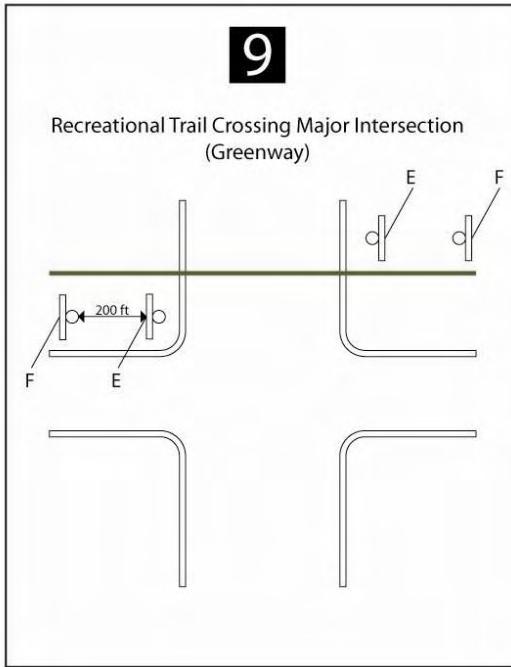 9
Recreational Trail Crossing Major Intersection
(Greenway)
E
F
200 ft
F
E